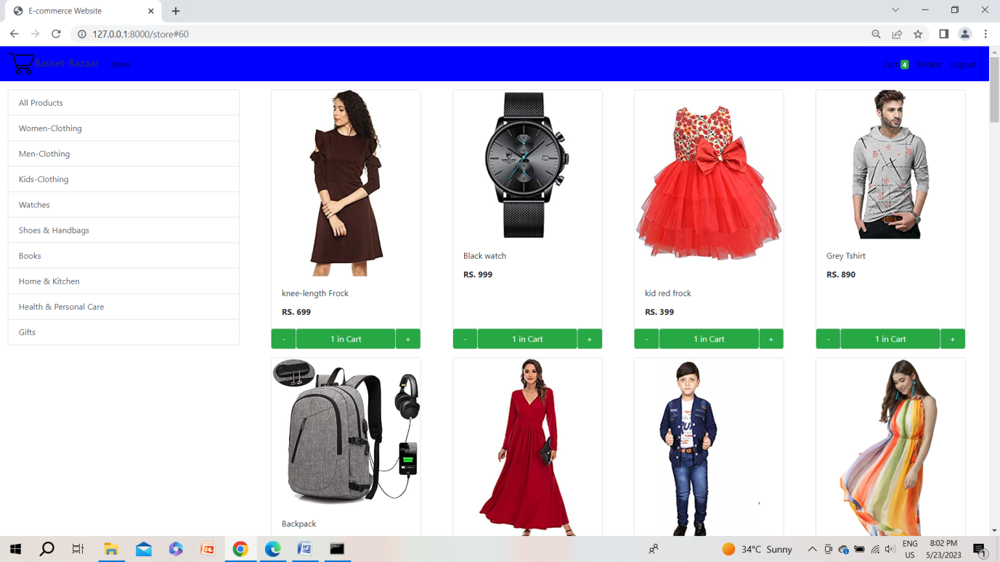 E-commerce Website
127.0.0.1:8000/store#60
Basket-Bazaar Store Cart 4 Orders Logout
All Products
Women-Clothing
Men-Clothing
Kids-Clothing
Watches
Shoes & Handbags
Books
Home & Kitchen
Health & Personal Care
Gifts
knee-length Frock
RS. 699
- 1 in Cart +
Black watch
RS. 999
- 1 in Cart +
kid red frock
RS. 399
- 1 in Cart +
Grey Tshirt
RS. 890
- 1 in Cart +
Backpack
34°C Sunny
ENG
US
8:02 PM
5/23/2023
1